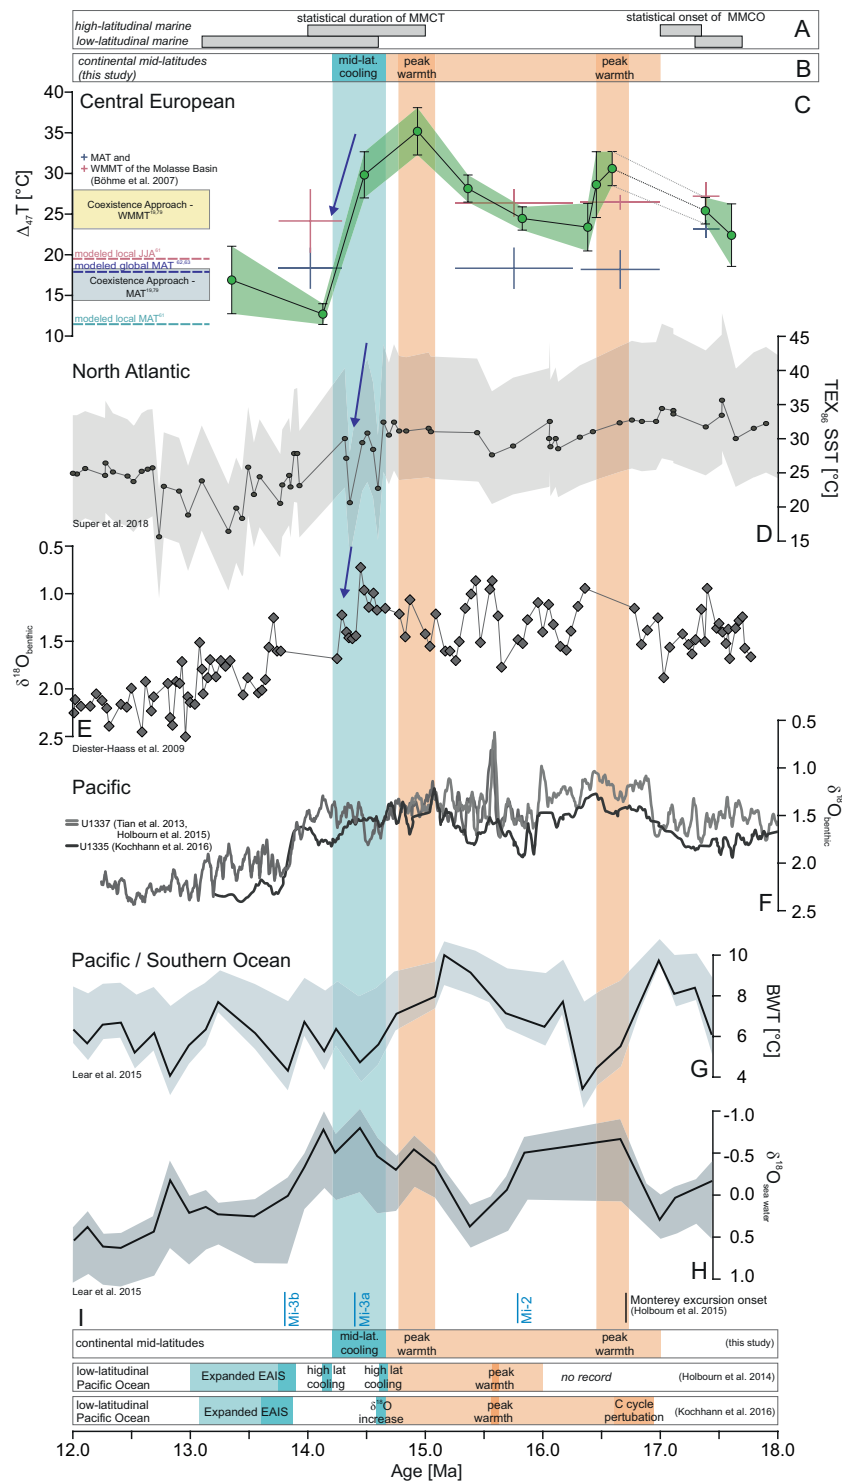 high-latitudinal marine
statistical duration of MMCT
statistical onset of MMCO
A
low-latitudinal marine
continental mid-latitudes
(this study)
mid-lat.
cooling
peak
warmth
peak
warmth
B
Central European
C
40
35
30
25
20
15
10
Δ47T [°C]
MAT and
WMMT of the Molasse Basin
(Böhme et al. 2007)
Coexistence Approach -
WMMT
modeled local JJA
modeled global MAT
Coexistence Approach -
MAT
modeled local MAT
North Atlantic
45
40
35
30
25
20
15
TEX86 SST [°C]
Super et al. 2018
D
0.5
1.0
1.5
2.0
2.5
δ18Obenthic
E
Diester-Haass et al. 2009
Pacific
U1337 (Tian et al. 2013,
Holbourn et al. 2015)
U1335 (Kochhann et al. 2016)
0.5
1.0
1.5
2.0
2.5
δ18Obenthic
F
Pacific / Southern Ocean
10
8
6
4
BWT [°C]
Lear et al. 2015
G
-1.0
-0.5
0.0
0.5
1.0
δ18Osea water
H
Lear et al. 2015
I
Mi-3b
Mi-3a
Mi-2
Monterey excursion onset
(Holbourn et al. 2015)
continental mid-latitudes
mid-lat.
cooling
peak
warmth
peak
warmth
(this study)
low-latitudinal
Pacific Ocean
Expanded EAIS
high lat
cooling
high lat
cooling
peak
warmth
no record
(Holbourn et al. 2014)
low-latitudinal
Pacific Ocean
Expanded EAIS
δ18O
increase
peak
warmth
C cycle
pertubation
(Kochhann et al. 2016)
12.0 13.0 14.0 15.0 16.0 17.0 18.0
Age [Ma]